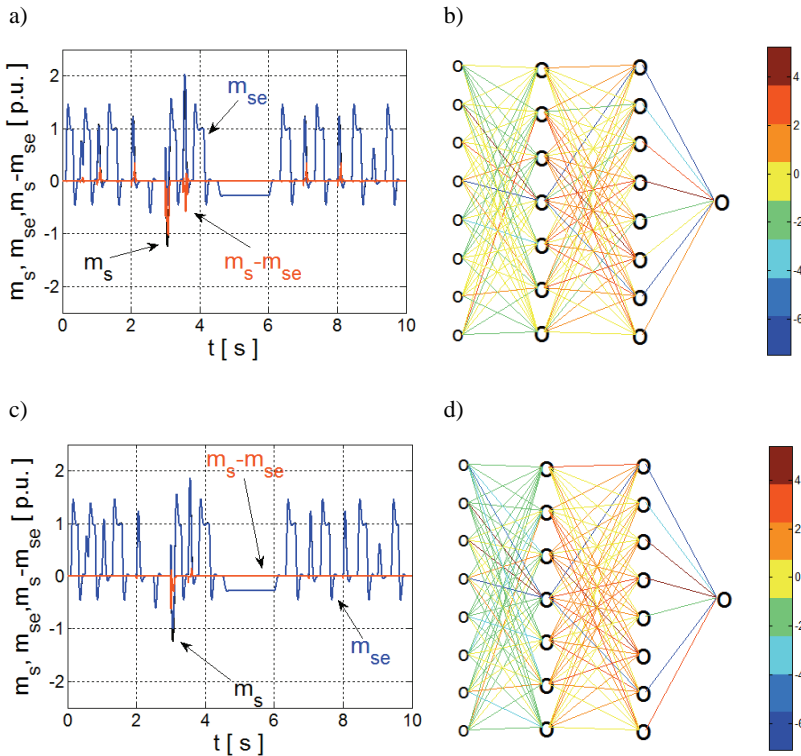 a)
b)
m_s, m_se, m_s-m_se [ p.u. ]
2
1
0
-1
-2
m_se
m_s
m_s-m_se
0 2 4 6 8 10
t [ s ]
4
2
0
-2
-4
-6
c)
d)
m_s, m_se, m_s-m_se [ p.u. ]
2
1
0
-1
-2
m_s-m_se
m_se
m_s
0 2 4 6 8 10
t [ s ]
4
2
0
-2
-4
-6